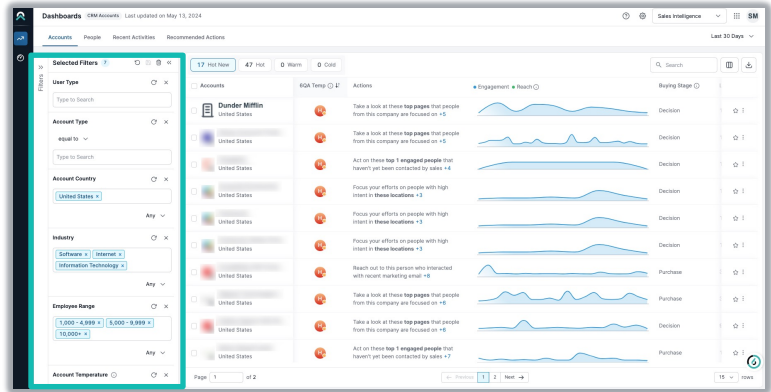 Dashboards CRM Accounts Last updated on May 13, 2024
Sales Intelligence
SM
Accounts People Recent Activities Recommended Actions
Last 30 Days
Filters
Selected Filters 7
User Type
Type to Search
Account Type
equal to
Type to Search
Account Country
United States ×
Any
Industry
Software × Internet ×
Information Technology ×
Any
Employee Range
1,000 - 4,999 × 5,000 - 9,999 ×
10,000+ ×
Any
Account Temperature
17 Hot New 47 Hot 0 Warm 0 Cold
Search
Accounts EQA Temp Actions Engagement Reach Buying Stage
Dunder Mifflin
United States
Take a look at these top pages that people
from this company are focused on +5
Decision
United States
Take a look at these top pages that people
from this company are focused on +5
Decision
United States
Act on these top 1 engaged people that
haven't yet been contacted by sales +4
Decision
United States
Focus your efforts on people with high
intent in these locations +3
Decision
United States
Focus your efforts on people with high
intent in these locations +3
Decision
United States
Focus your efforts on people with high
intent in these locations +3
Decision
United States
Reach out to this person who interacted
with recent marketing email +8
Purchase
United States
Take a look at these top pages that people
from this company are focused on +6
Purchase
United States
Take a look at these top pages that people
from this company are focused on +6
Decision
United States
Act on these top 1 engaged people that
haven't yet been contacted by sales +7
Purchase
Page 1 of 2
← Previous 1 2 Next →
15 rows